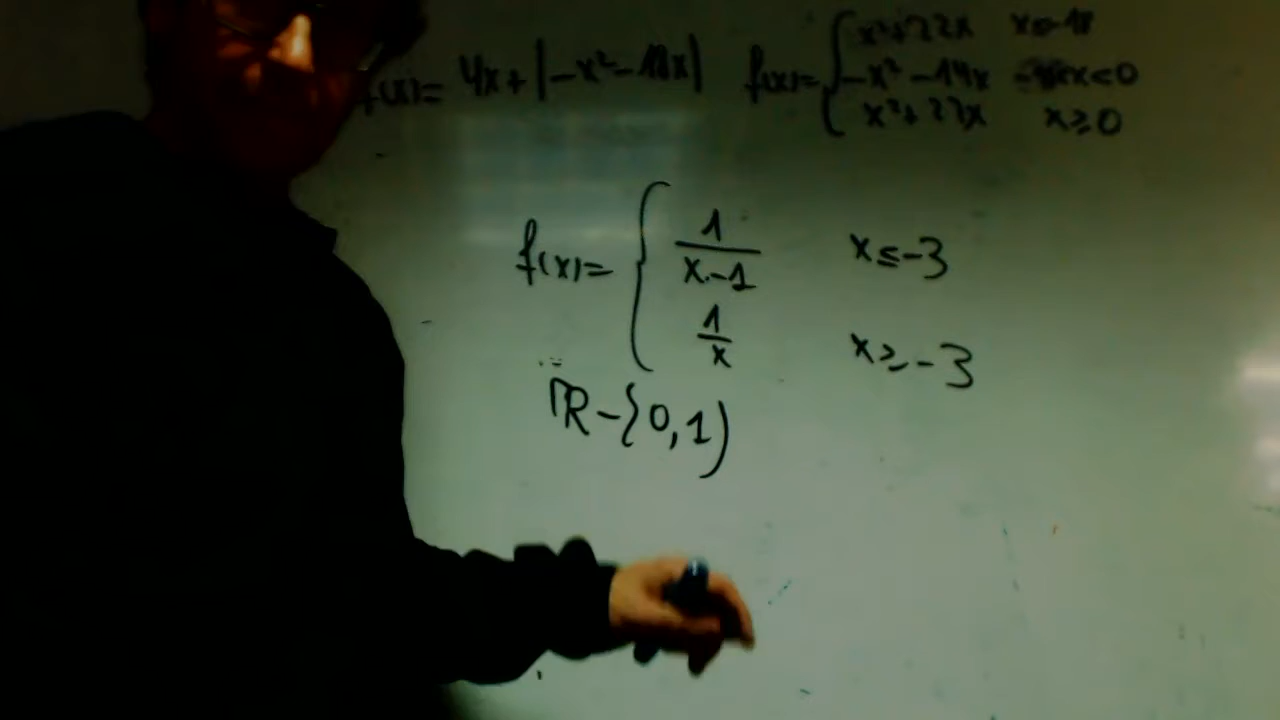 f(x)= 4x+|-x²-18x| f(x)= { x²+22x x≤-18
-x²-14x x<0
x²+22x x≥0
f(x)= { 1/(x-1) x≤-3
1/x x≥-3
ℝ-{0,1)